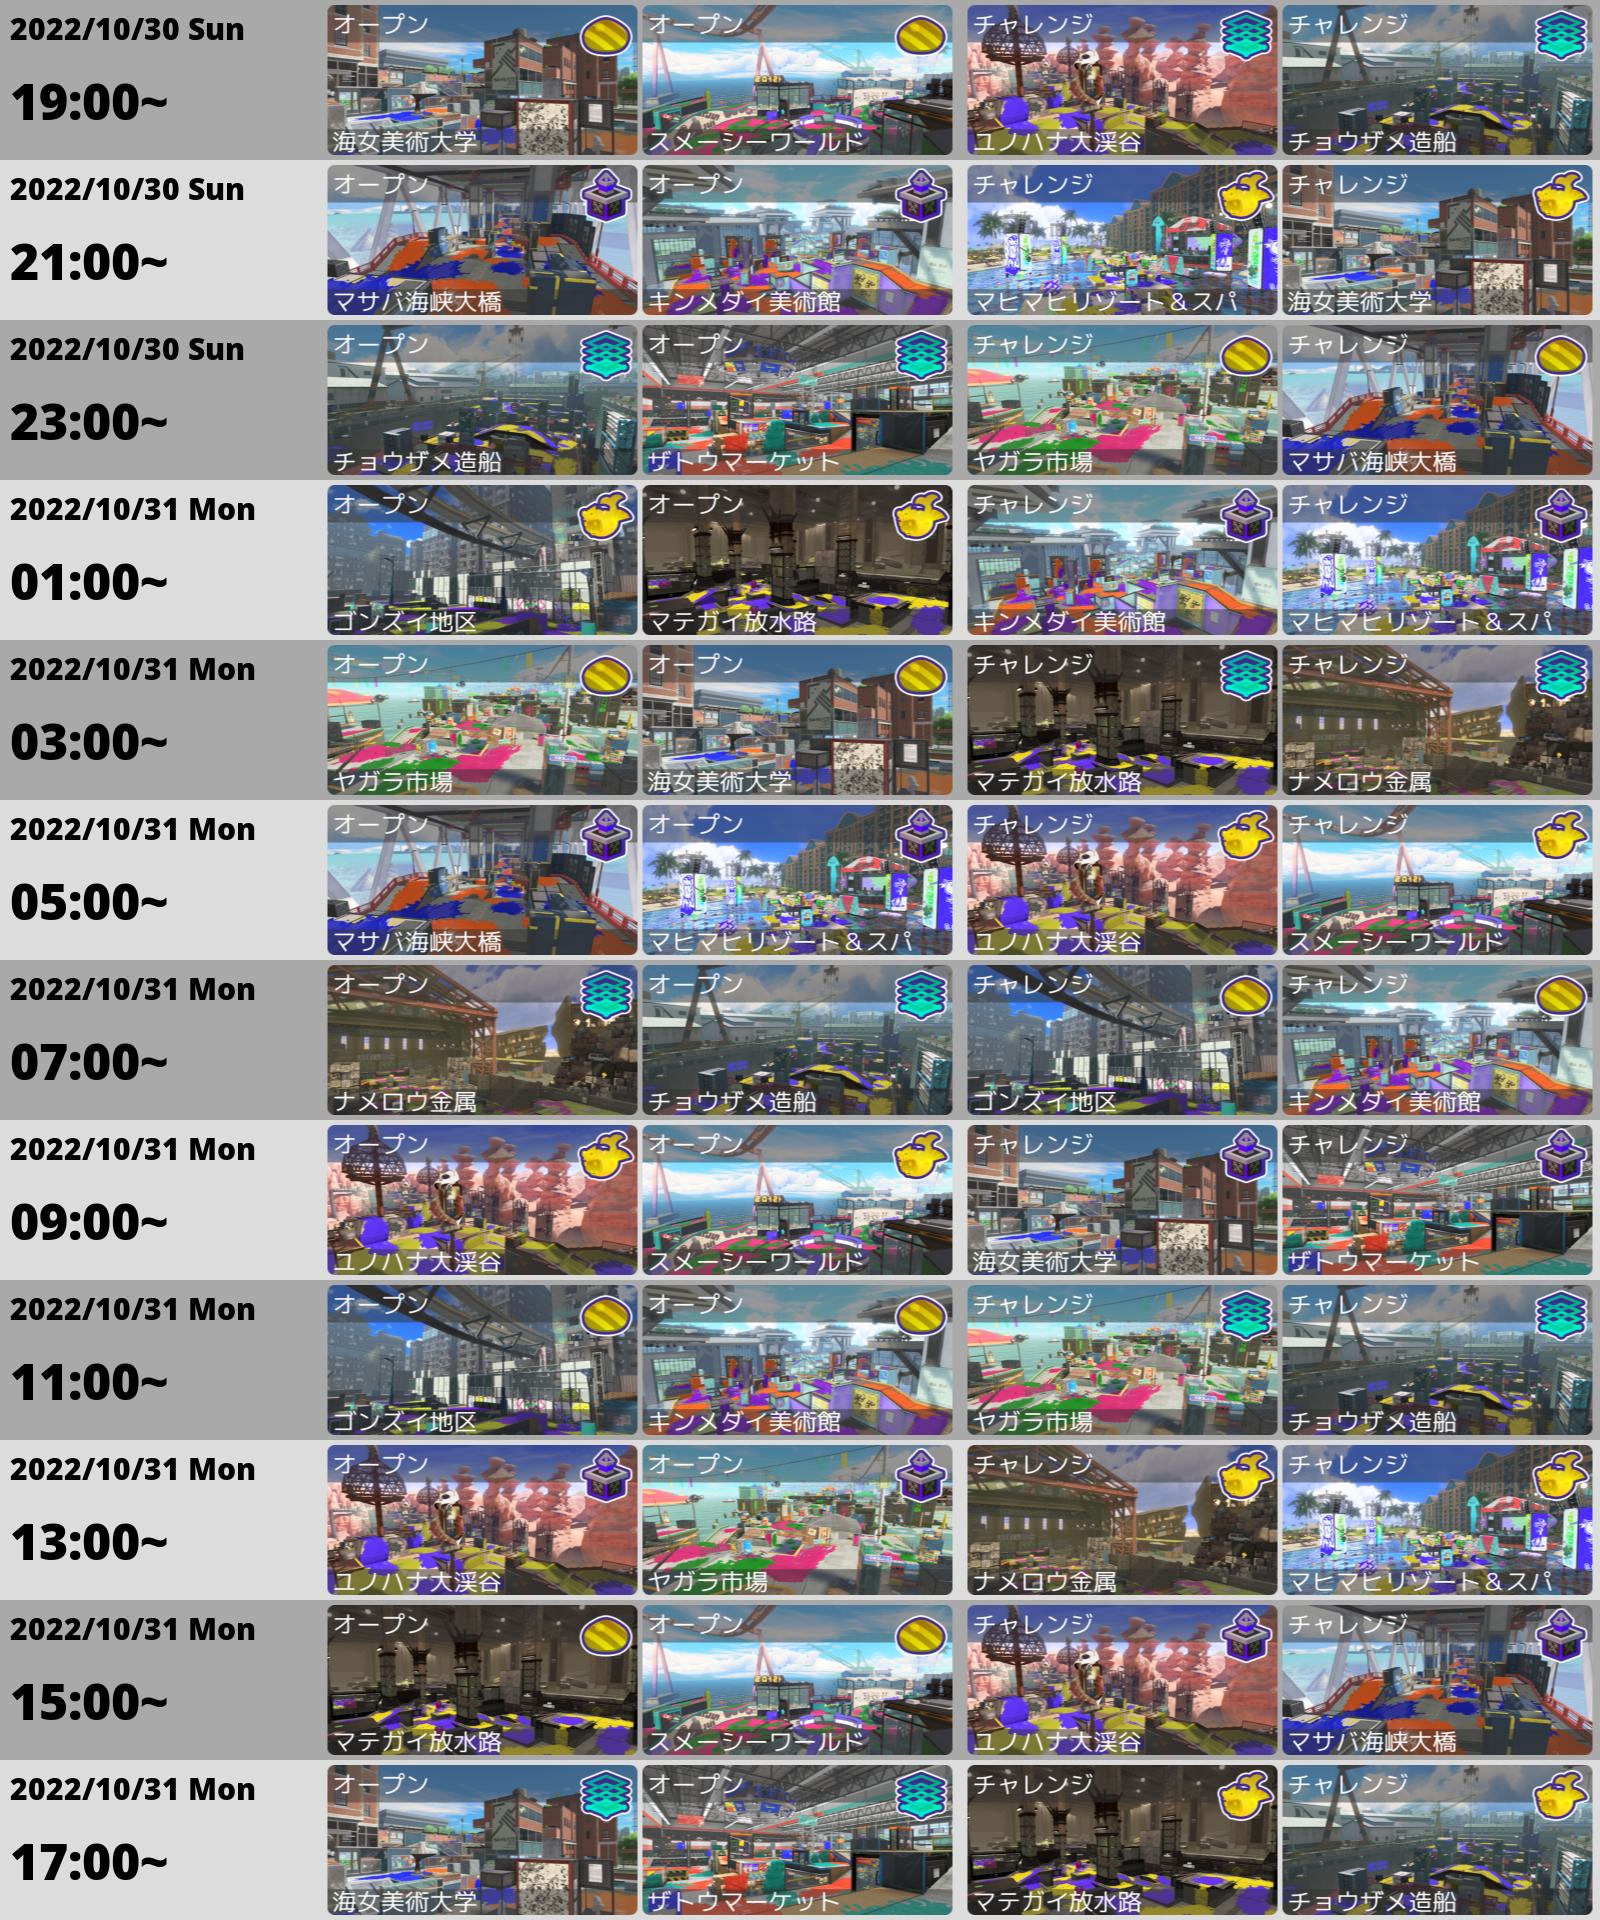 2022/10/30 Sun
19:00~
オープン オープン チャレンジ チャレンジ
海女美術大学 スメーシーワールド ユノハナ大渓谷 チョウザメ造船
2022/10/30 Sun
21:00~
オープン オープン チャレンジ チャレンジ
マサバ海峡大橋 キンメダイ美術館 マヒマヒリゾート&スパ 海女美術大学
2022/10/30 Sun
23:00~
オープン オープン チャレンジ チャレンジ
チョウザメ造船 ザトウマーケット ヤガラ市場 マサバ海峡大橋
2022/10/31 Mon
01:00~
オープン オープン チャレンジ チャレンジ
ゴンズイ地区 マテガイ放水路 キンメダイ美術館 マヒマヒリゾート&スパ
2022/10/31 Mon
03:00~
オープン オープン チャレンジ チャレンジ
ヤガラ市場 海女美術大学 マテガイ放水路 ナメロウ金属
2022/10/31 Mon
05:00~
オープン オープン チャレンジ チャレンジ
マサバ海峡大橋 マヒマヒリゾート&スパ ユノハナ大渓谷 スメーシーワールド
2022/10/31 Mon
07:00~
オープン オープン チャレンジ チャレンジ
ナメロウ金属 チョウザメ造船 ゴンズイ地区 キンメダイ美術館
2022/10/31 Mon
09:00~
オープン オープン チャレンジ チャレンジ
ユノハナ大渓谷 スメーシーワールド 海女美術大学 ザトウマーケット
2022/10/31 Mon
11:00~
オープン オープン チャレンジ チャレンジ
ゴンズイ地区 キンメダイ美術館 ヤガラ市場 チョウザメ造船
2022/10/31 Mon
13:00~
オープン オープン チャレンジ チャレンジ
ユノハナ大渓谷 ヤガラ市場 ナメロウ金属 マヒマヒリゾート&スパ
2022/10/31 Mon
15:00~
オープン オープン チャレンジ チャレンジ
マテガイ放水路 スメーシーワールド ユノハナ大渓谷 マサバ海峡大橋
2022/10/31 Mon
17:00~
オープン オープン チャレンジ チャレンジ
海女美術大学 ザトウマーケット マテガイ放水路 チョウザメ造船